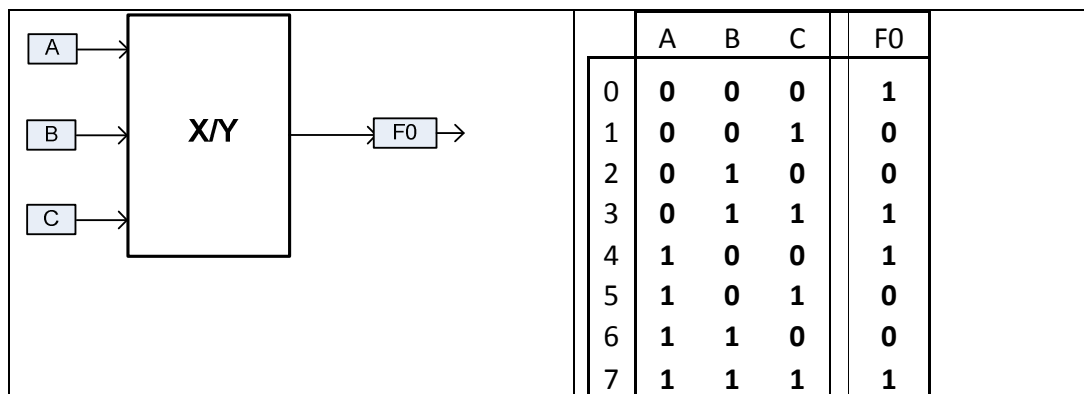 A
B
C
X/Y
F0
A B C F0
0 0 0 0 1
1 0 0 1 0
2 0 1 0 0
3 0 1 1 1
4 1 0 0 1
5 1 0 1 0
6 1 1 0 0
7 1 1 1 1